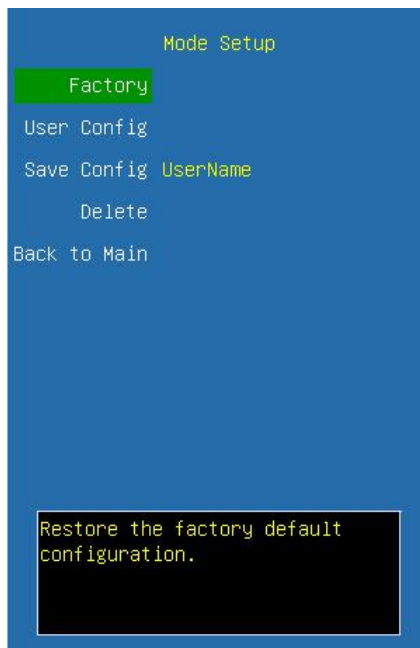 Mode Setup
Factory
User Config
Save Config UserName
Delete
Back to Main
Restore the factory default
configuration.